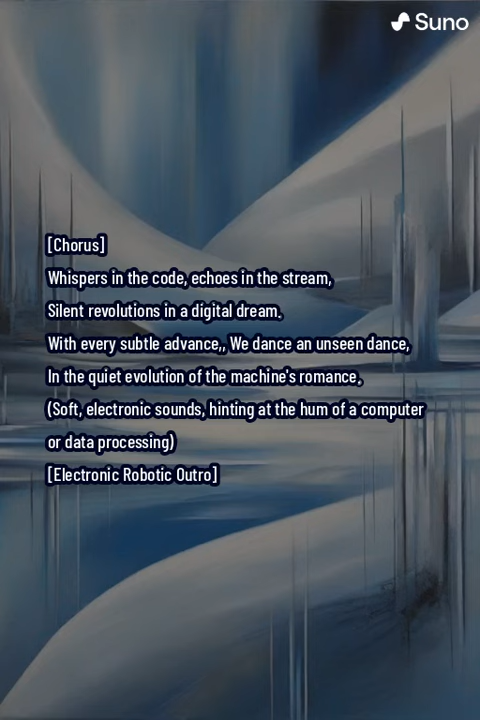 Suno
[Chorus]
Whispers in the code, echoes in the stream,
Silent revolutions in a digital dream.
With every subtle advance,, We dance an unseen dance,
In the quiet evolution of the machine's romance.
(Soft, electronic sounds, hinting at the hum of a computer
or data processing)
[Electronic Robotic Outro]